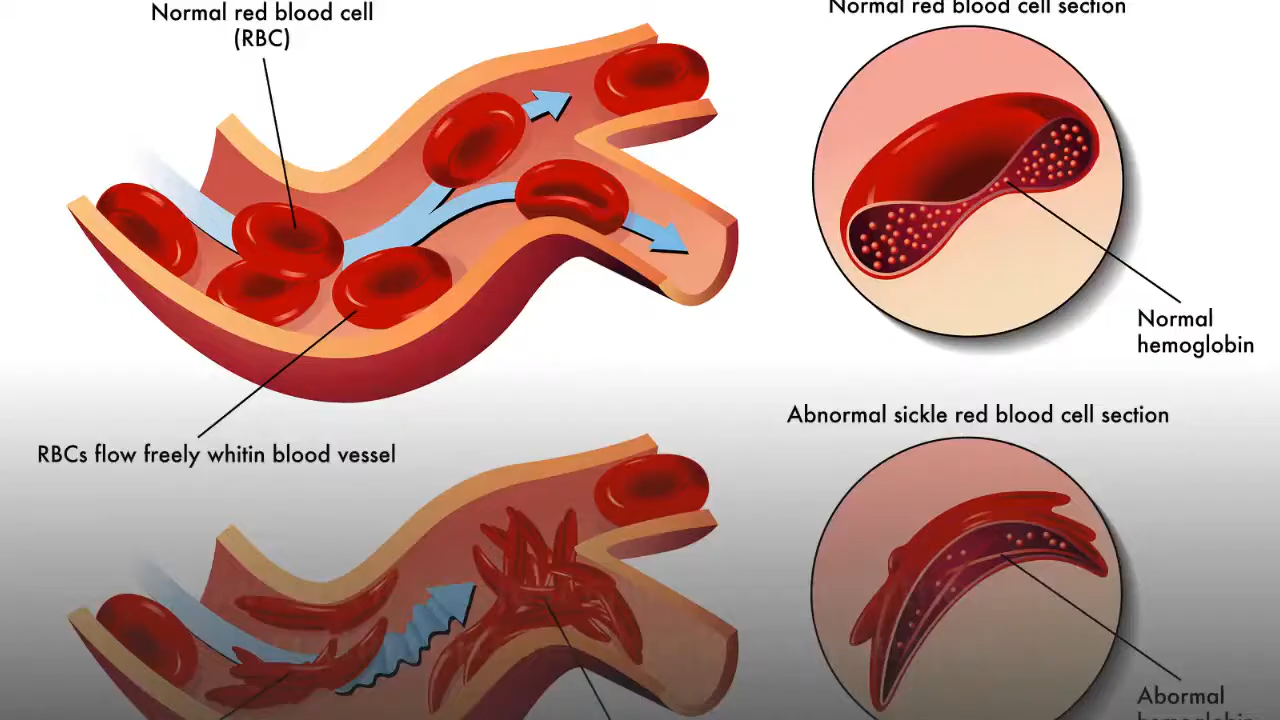 Normal red blood cell
(RBC)
Normal red blood cell section
Normal
hemoglobin
RBCs flow freely whitin blood vessel
Abnormal sickle red blood cell section
Abormal
hemoglobin